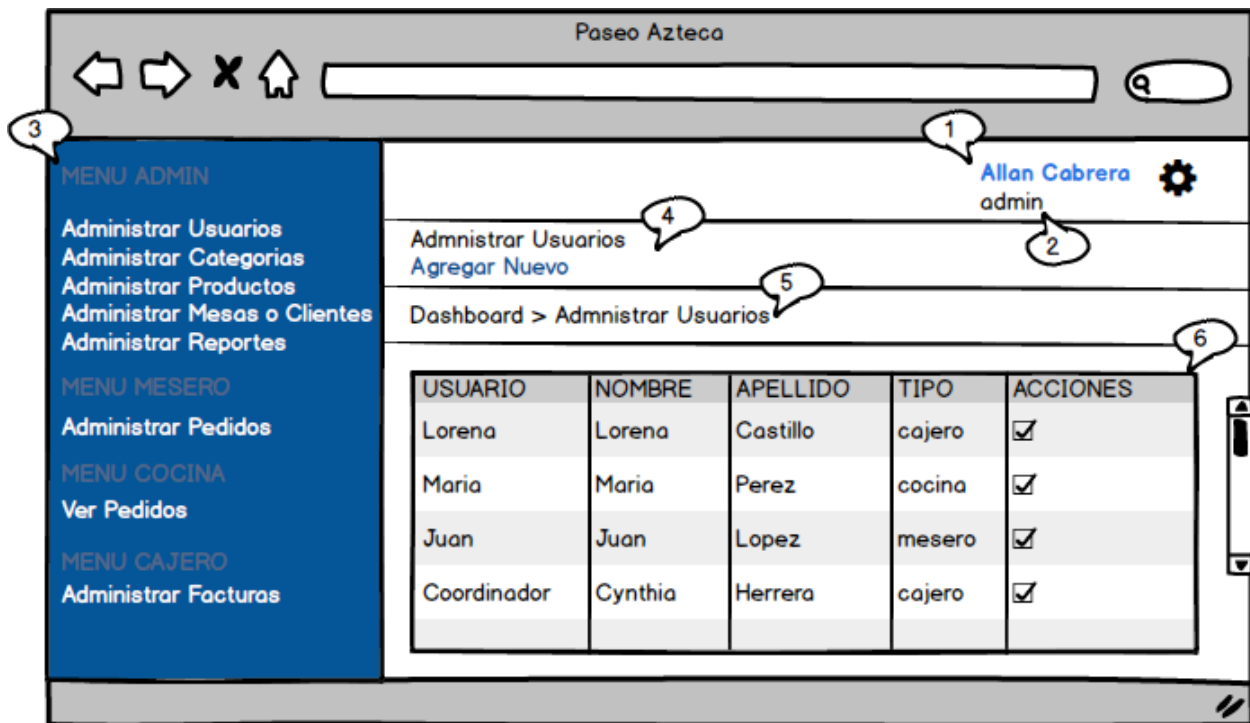 Paseo Azteca
3
1
MENU ADMIN
Allan Cabrera
admin
2
Administrar Usuarios
Administrar Categorias
Administrar Productos
Administrar Mesas o Clientes
Administrar Reportes
MENU MESERO
Administrar Pedidos
MENU COCINA
Ver Pedidos
MENU CAJERO
Administrar Facturas
4
Admnistrar Usuarios
Agregar Nuevo
5
Dashboard > Admnistrar Usuarios
6
USUARIO NOMBRE APELLIDO TIPO ACCIONES
Lorena Lorena Castillo cajero
Maria Maria Perez cocina
Juan Juan Lopez mesero
Coordinador Cynthia Herrera cajero